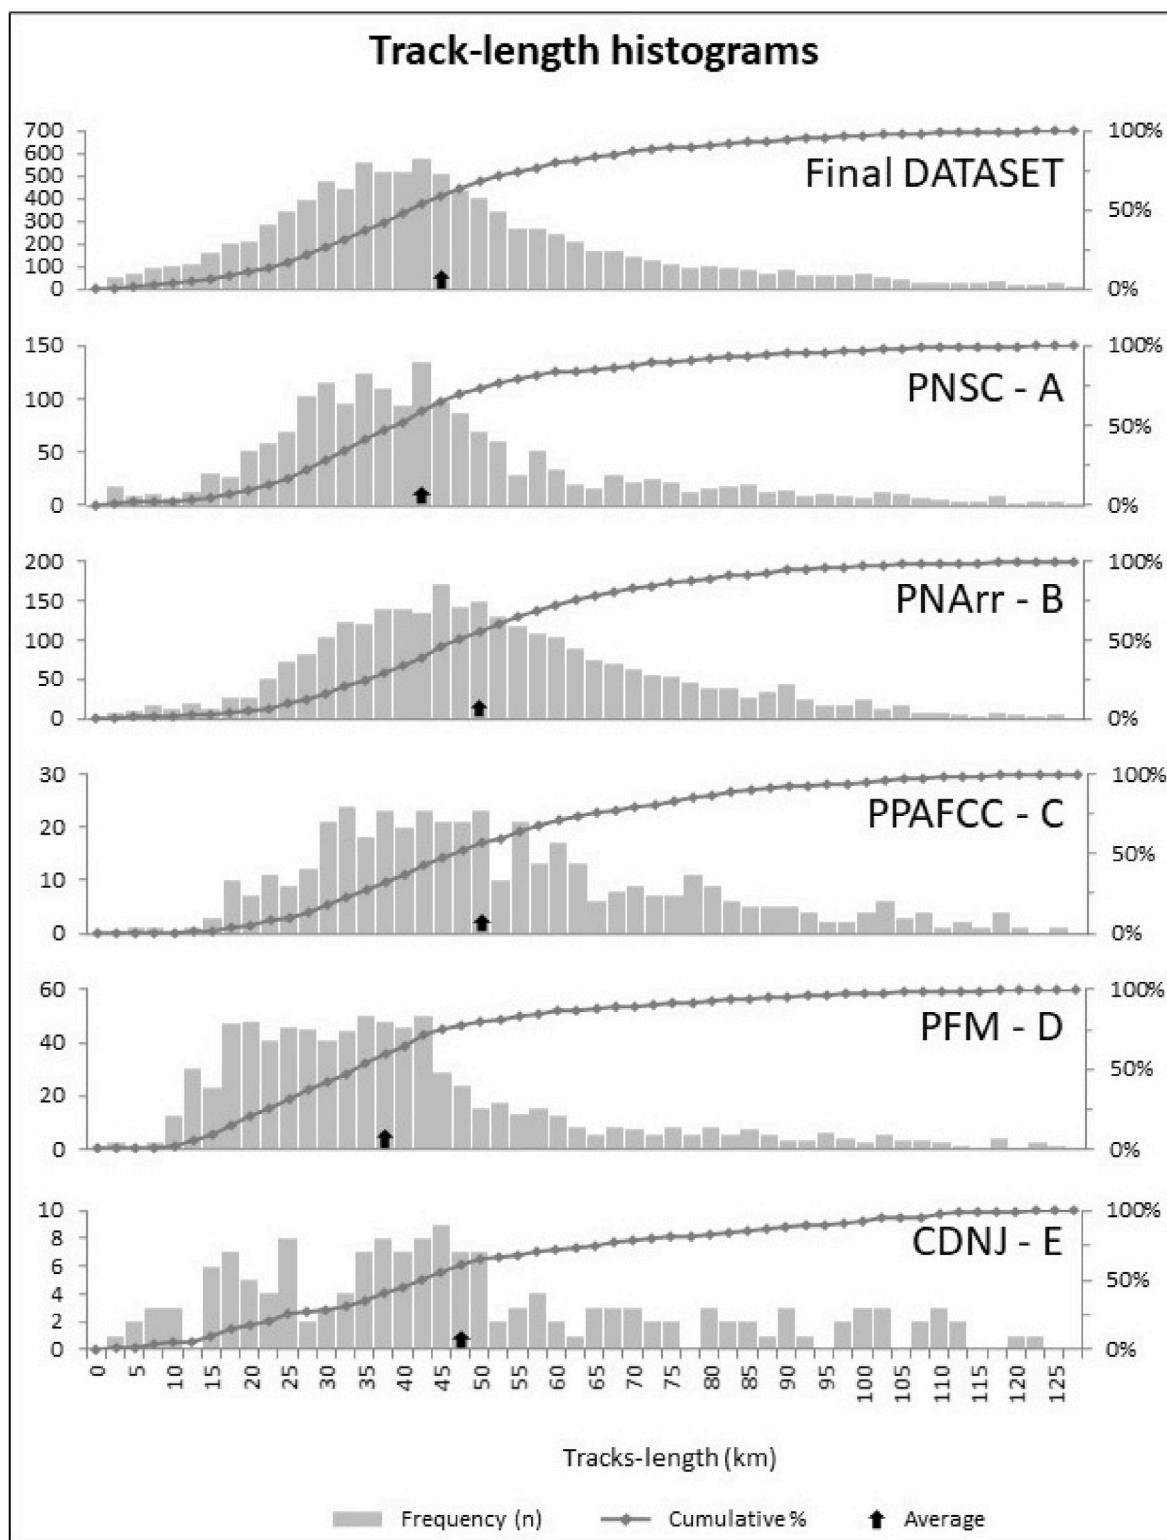 Track-length histograms
700 600 500 400 300 200 100 0
100% 50% 0%
Final DATASET
150 100 50 0
100% 50% 0%
PNSC - A
200 150 100 50 0
100% 50% 0%
PNArr - B
30 20 10 0
100% 50% 0%
PPAFCC - C
60 40 20 0
100% 50% 0%
PFM - D
10 8 6 4 2 0
100% 50% 0%
CDNJ - E
0 5 10 15 20 25 30 35 40 45 50 55 60 65 70 75 80 85 90 95 100 105 110 115 120 125
Tracks-length (km)
Frequency (n) Cumulative % Average